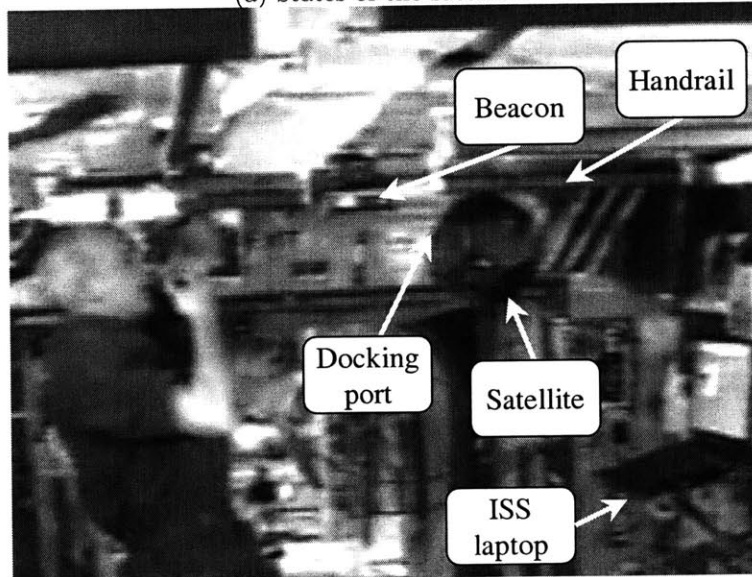 Handrail
Beacon
Docking
port
Satellite
ISS
laptop